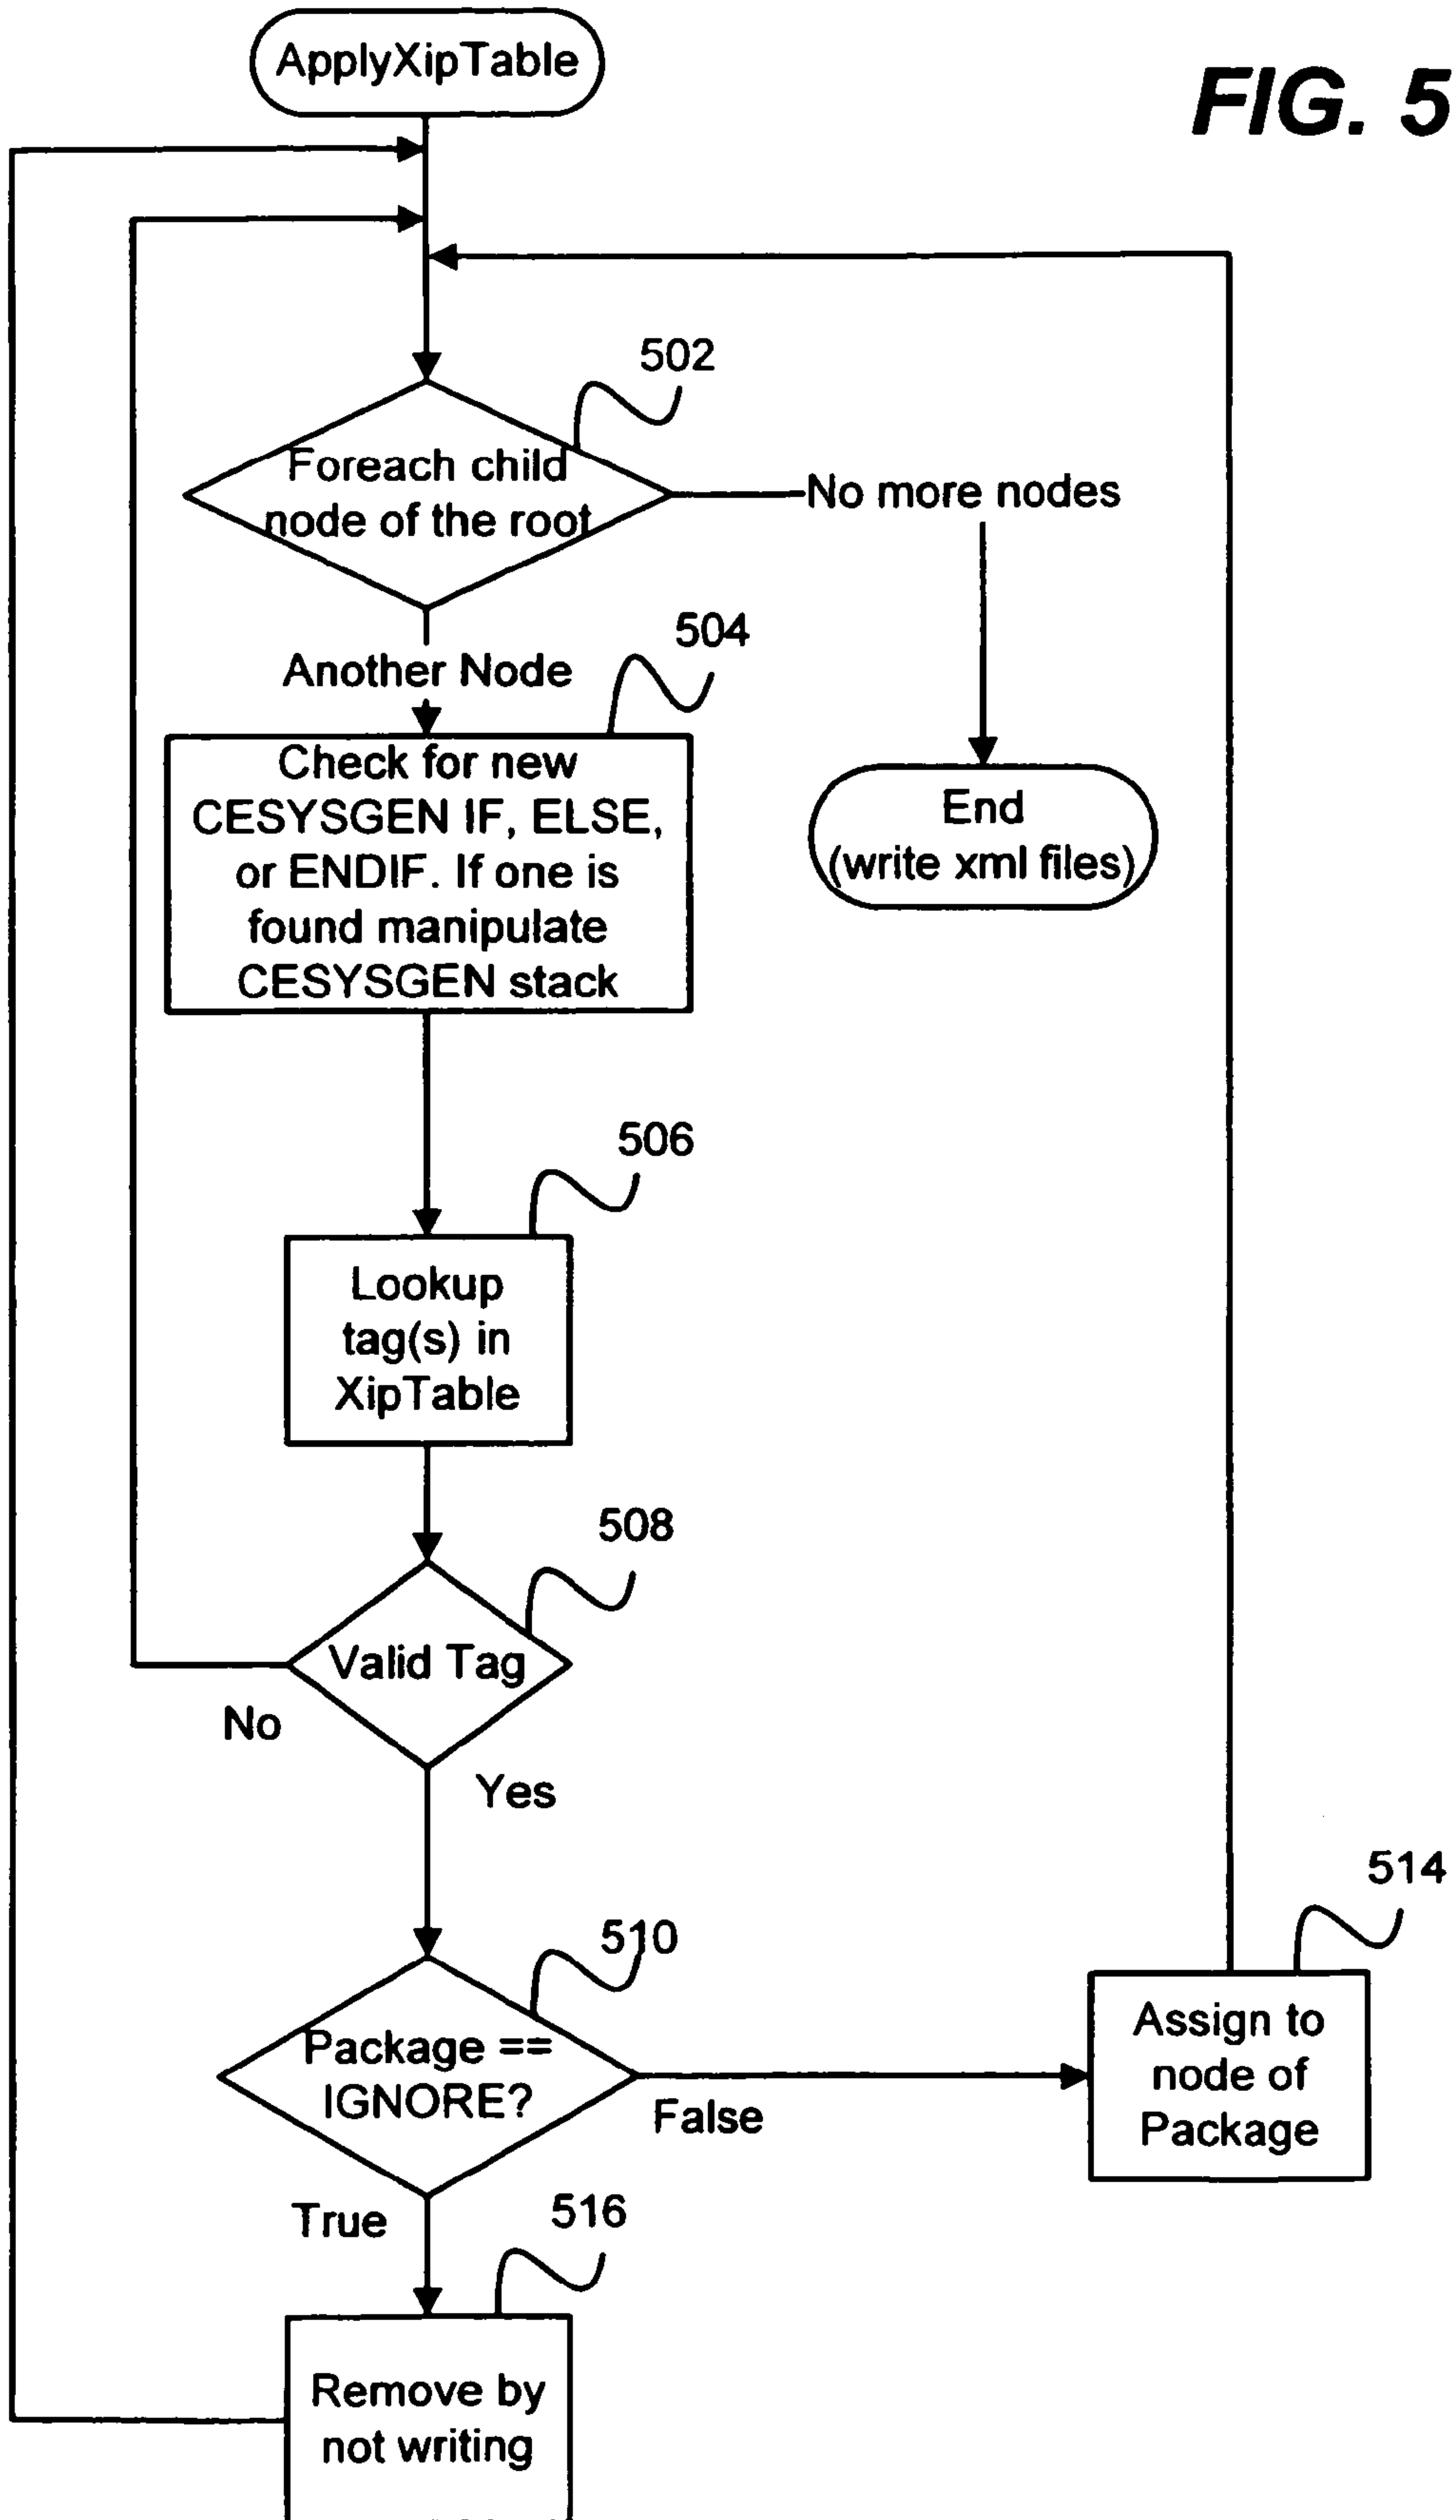 ApplyXipTable
FIG. 5
502
Foreach child
node of the root
No more nodes
504
Another Node
Check for new
CESYSGEN IF, ELSE,
or ENDIF. If one is
found manipulate
CESYSGEN stack
End
(write xml files)
506
Lookup
tag(s) in
XipTable
508
Valid Tag
No
Yes
514
510
Package ==
IGNORE?
False
Assign to
node of
Package
True
516
Remove by
not writing